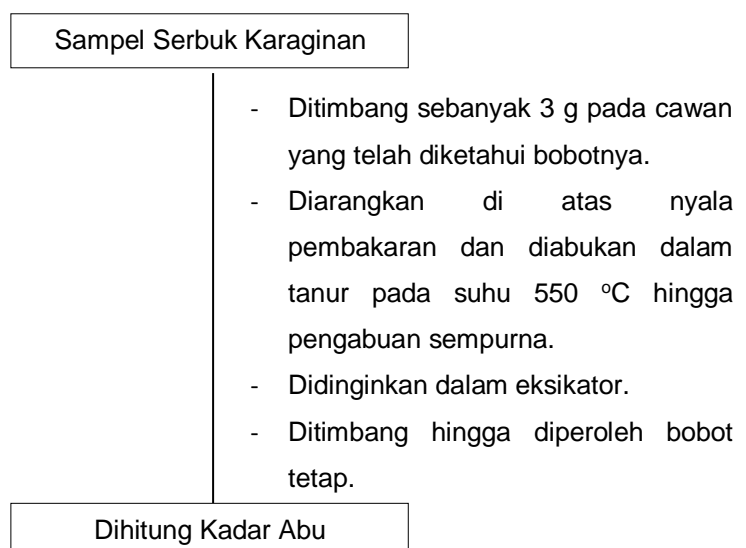 Sampel Serbuk Karaginan
- Ditimbang sebanyak 3 g pada cawan
yang telah diketahui bobotnya.
- Diarangkan di atas nyala
pembakaran dan diabukan dalam
tanur pada suhu 550 °C hingga
pengabuan sempurna.
- Didinginkan dalam eksikator.
- Ditimbang hingga diperoleh bobot
tetap.
Dihitung Kadar Abu